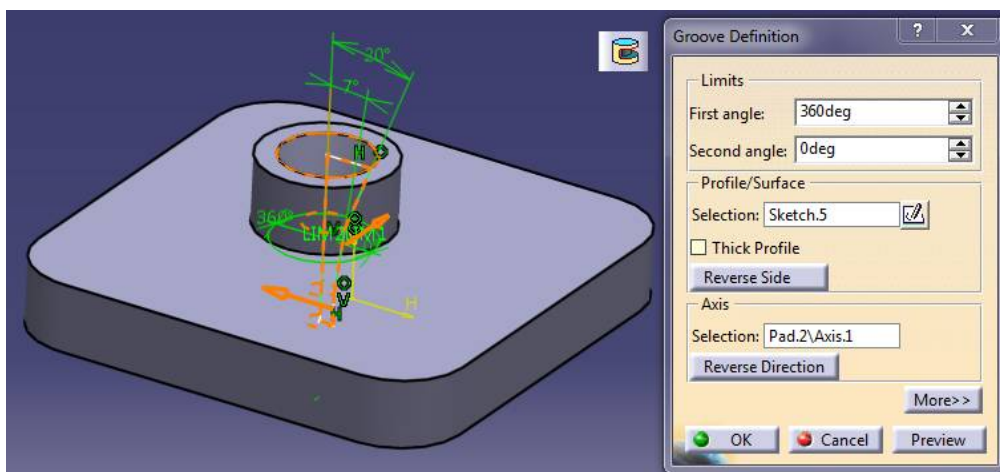 20°
7°
H
360°
LIM2
LIM1
H
V
Groove Definition
? X
Limits
First angle: 360deg
Second angle: 0deg
Profile/Surface
Selection: Sketch.5
Thick Profile
Reverse Side
Axis
Selection: Pad.2\Axis.1
Reverse Direction
More>>
OK Cancel Preview